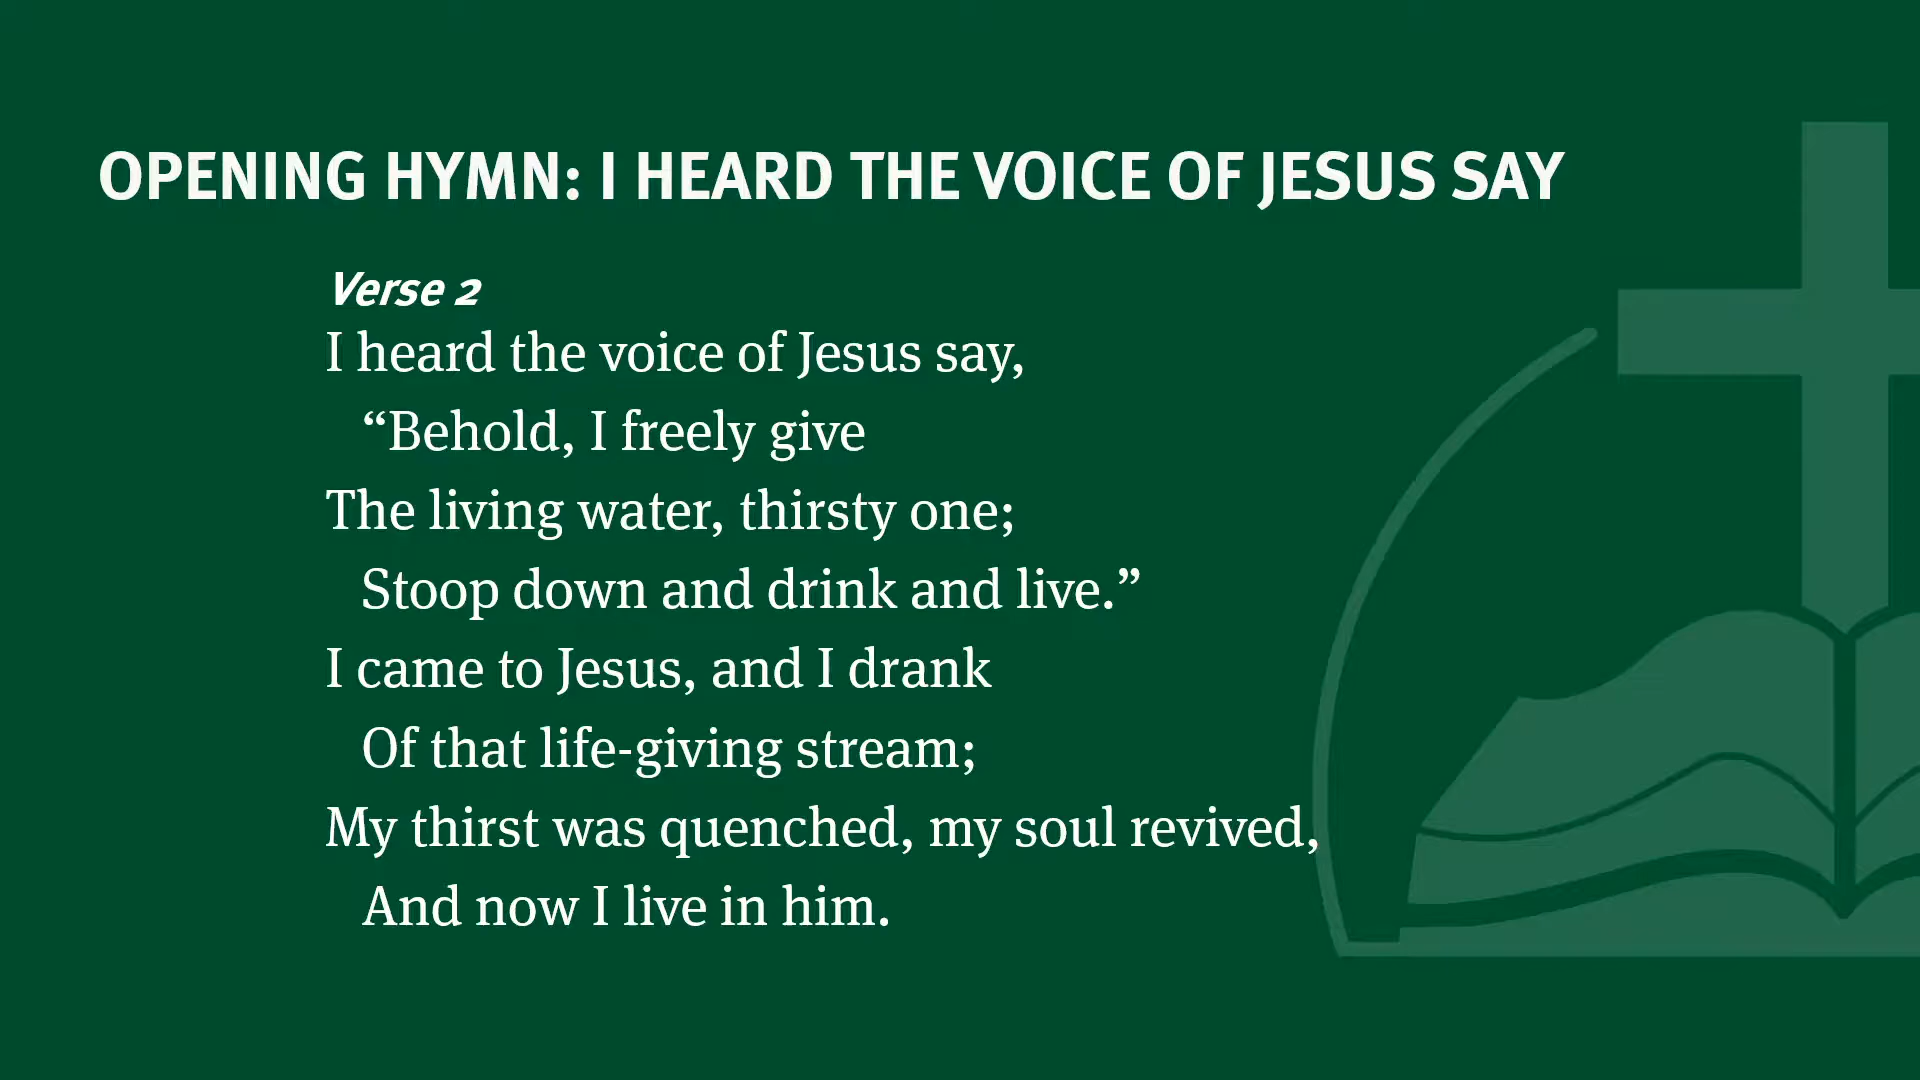 OPENING HYMN: I HEARD THE VOICE OF JESUS SAY
Verse 2
I heard the voice of Jesus say,
“Behold, I freely give
The living water, thirsty one;
Stoop down and drink and live.”
I came to Jesus, and I drank
Of that life-giving stream;
My thirst was quenched, my soul revived,
And now I live in him.